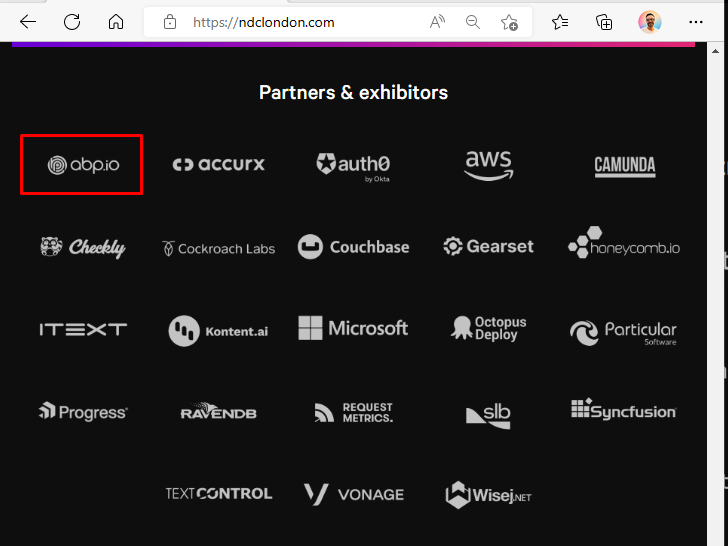 https://ndclondon.com
Partners & exhibitors
abp.io
accurx
auth0
by Okta
aws
CAMUNDA
Checkly
Cockroach Labs
Couchbase
Gearset
honeycomb.io
ITEXT
Kontent.ai
Microsoft
Octopus
Deploy
Particular
Software
Progress
RAVENDB
REQUEST
METRICS.
slb
Syncfusion
TEXTCONTROL
VONAGE
Wisej.NET